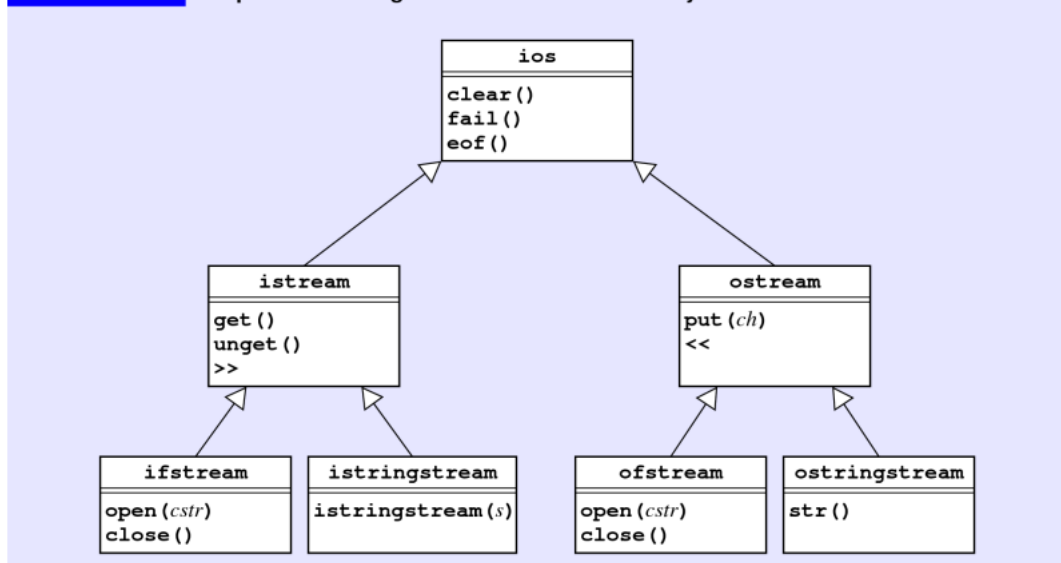 ios
clear()
fail()
eof()
istream
get()
unget()
>>
ostream
put(ch)
<<
ifstream
open(cstr)
close()
istringstream
istringstream(s)
ofstream
open(cstr)
close()
ostringstream
str()